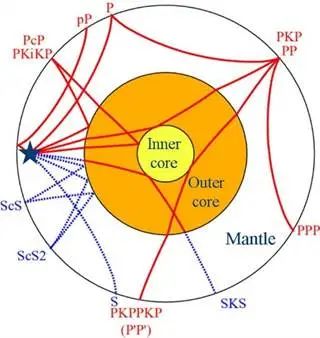 P
pP
PcP
PKiKP
PKP
PP
Inner
core
Outer
core
Mantle
ScS
ScS2
S
PKPPKP
(P'P')
SKS
PPP